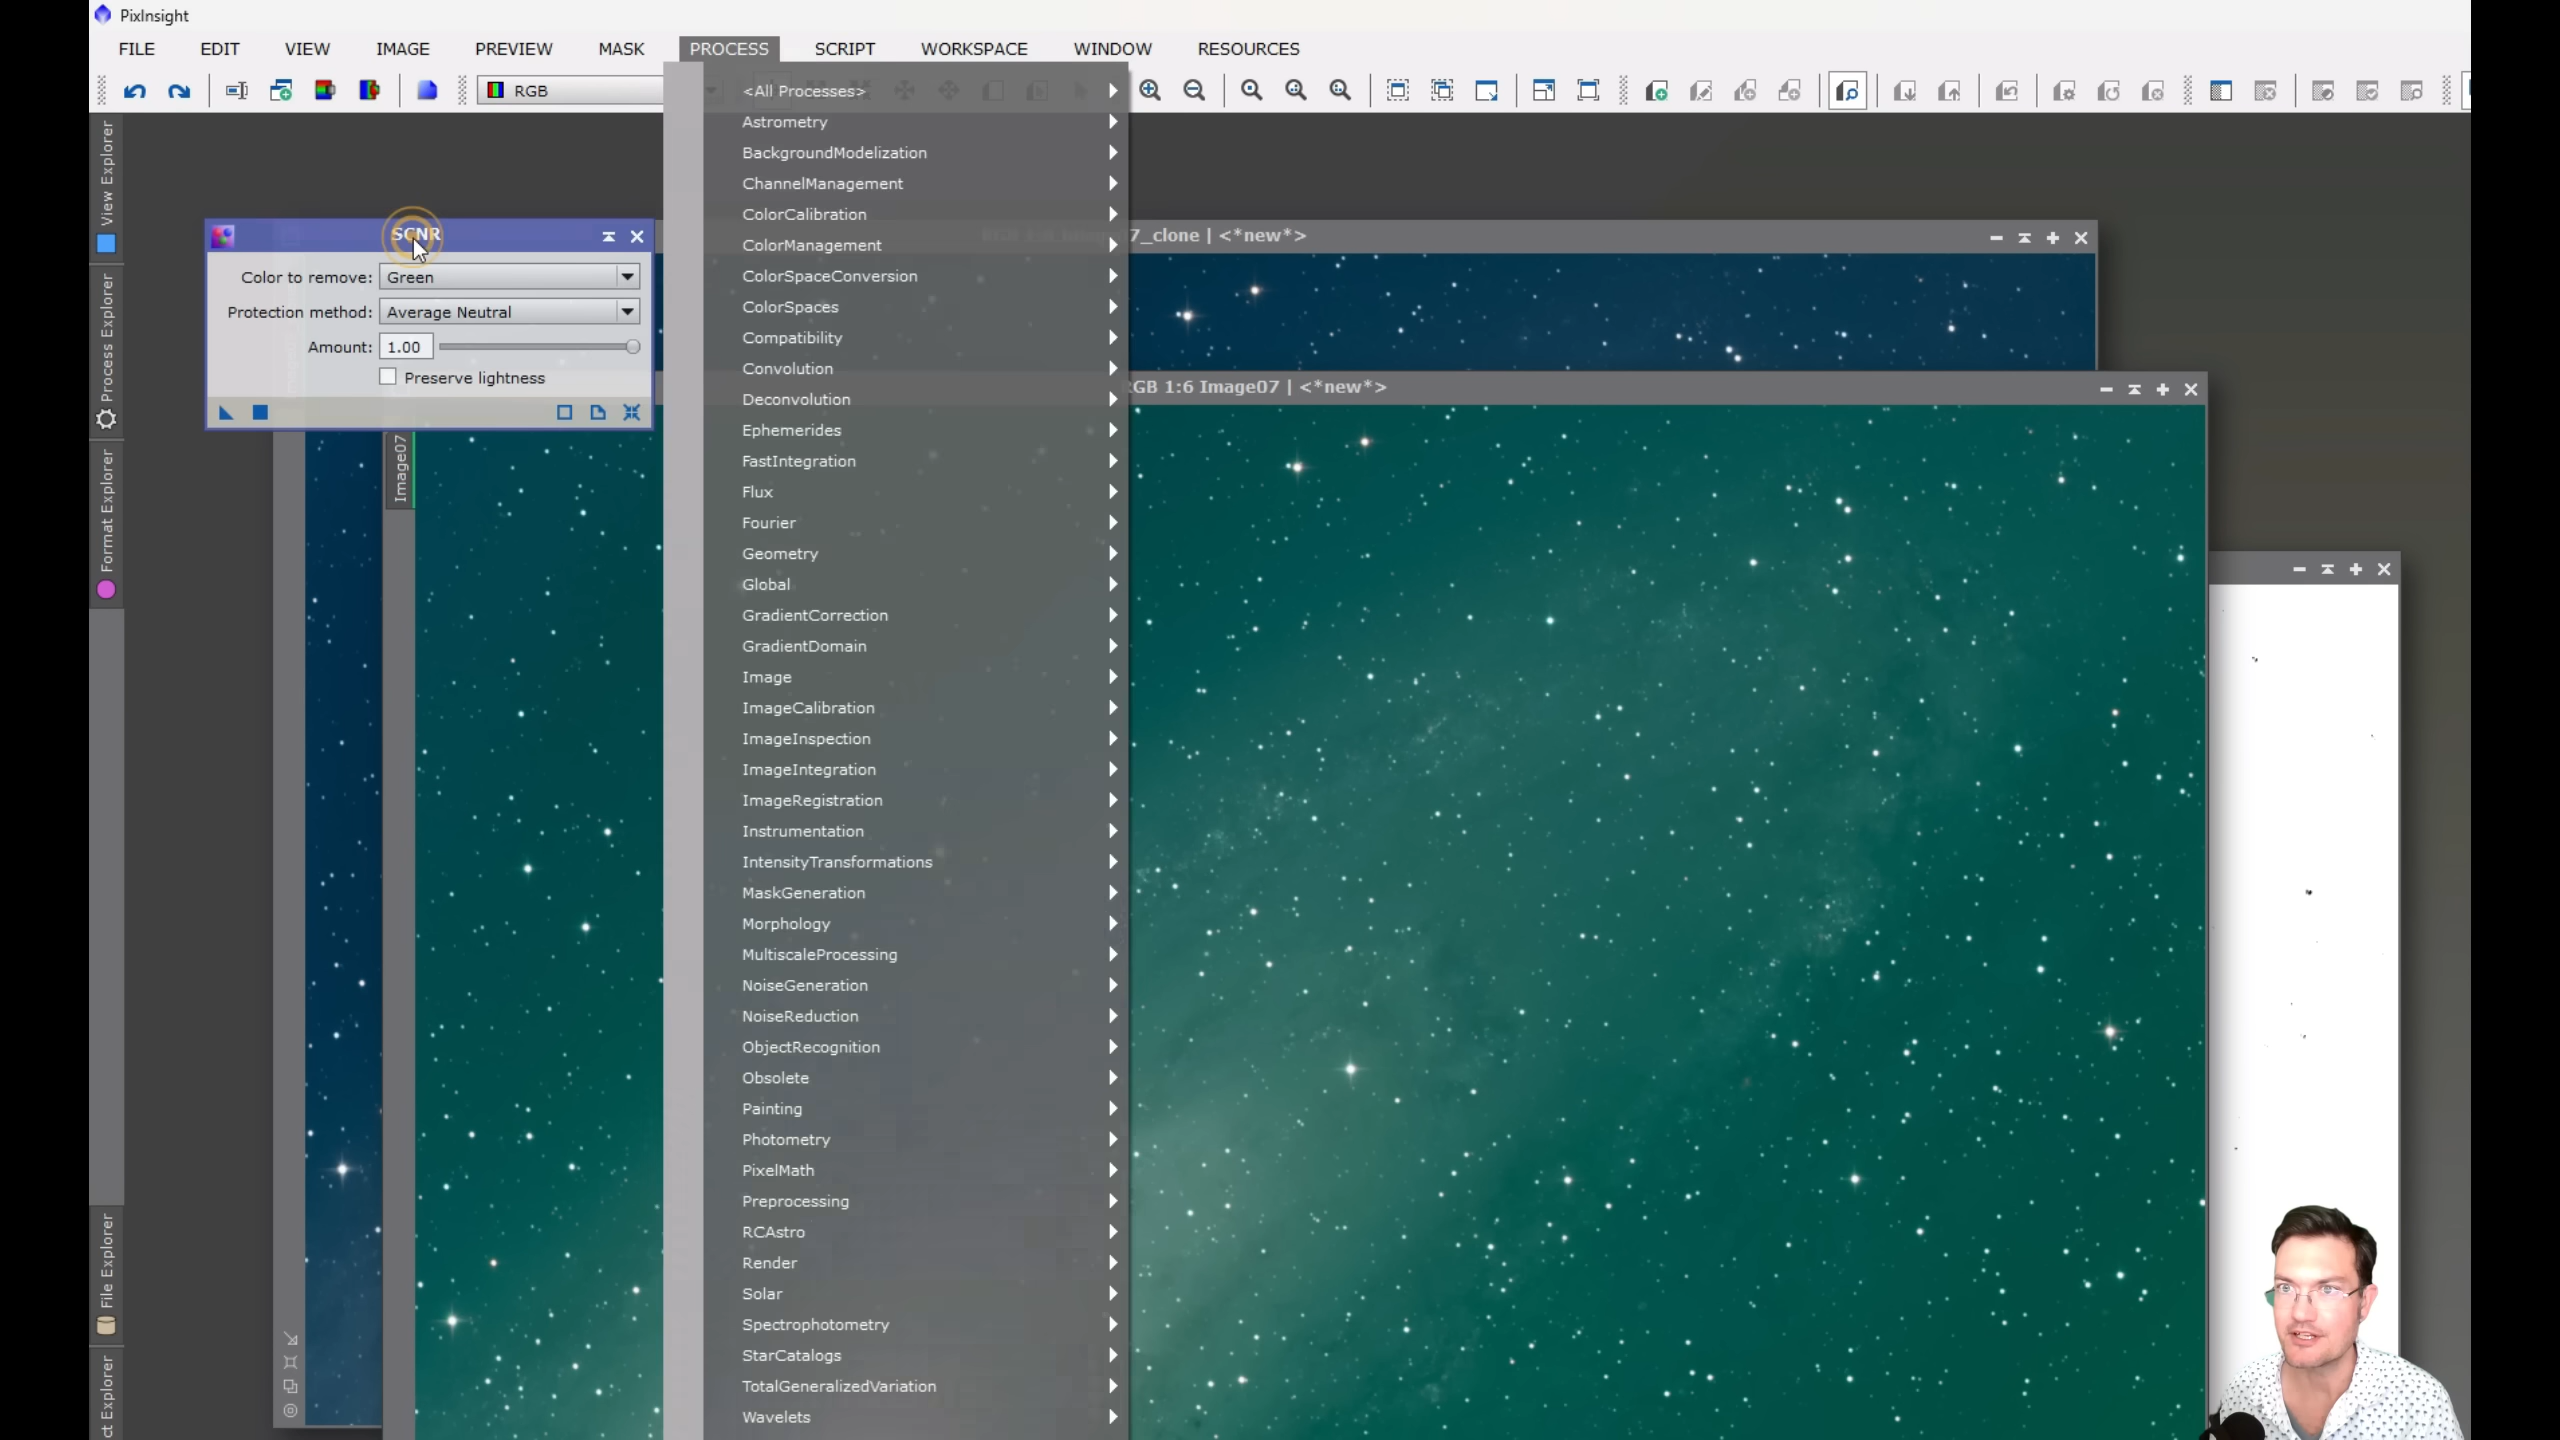 PixInsight
FILE EDIT VIEW IMAGE PREVIEW MASK PROCESS SCRIPT WORKSPACE WINDOW RESOURCES
RGB
<All Processes>
Astrometry
BackgroundModelization
ChannelManagement
ColorCalibration
ColorManagement
ColorSpaceConversion
ColorSpaces
Compatibility
Convolution
Deconvolution
Ephemerides
FastIntegration
Flux
Fourier
Geometry
Global
GradientCorrection
GradientDomain
Image
ImageCalibration
ImageInspection
ImageIntegration
ImageRegistration
Instrumentation
IntensityTransformations
MaskGeneration
Morphology
MultiscaleProcessing
NoiseGeneration
NoiseReduction
ObjectRecognition
Obsolete
Painting
Photometry
PixelMath
Preprocessing
RCAstro
Render
Solar
Spectrophotometry
StarCatalogs
TotalGeneralizedVariation
Wavelets
SCNR
Color to remove: Green
Protection method: Average Neutral
Amount: 1.00
Preserve lightness
7_clone | <*new*>
RGB 1:6 Image07 | <*new*>
Image07
View Explorer
Process Explorer
Format Explorer
File Explorer
ct Explorer